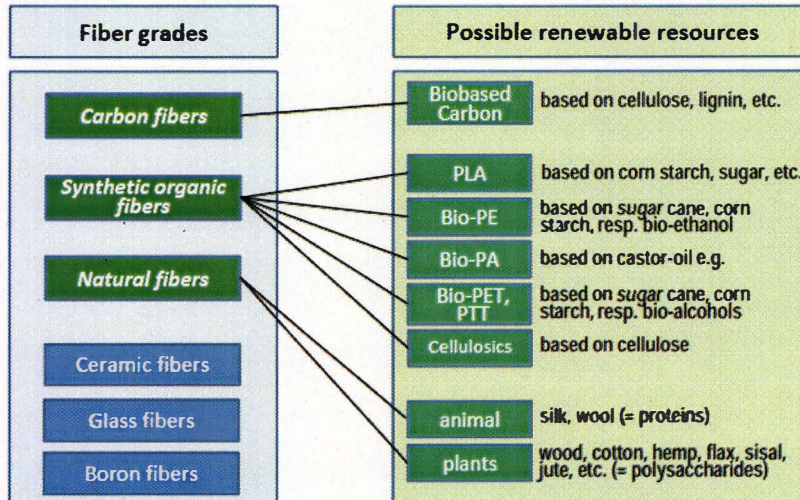 Fiber grades
Possible renewable resources
Carbon fibers
Synthetic organic
fibers
Natural fibers
Ceramic fibers
Glass fibers
Boron fibers
Biobased
Carbon
based on cellulose, lignin, etc.
PLA
based on corn starch, sugar, etc.
Bio-PE
based on sugar cane, corn
starch, resp. bio-ethanol
Bio-PA
based on castor-oil e.g.
Bio-PET,
PTT
based on sugar cane, corn
starch, resp. bio-alcohols
Cellulosics
based on cellulose
animal
silk, wool (= proteins)
plants
wood, cotton, hemp, flax, sisal,
jute, etc. (= polysaccharides)